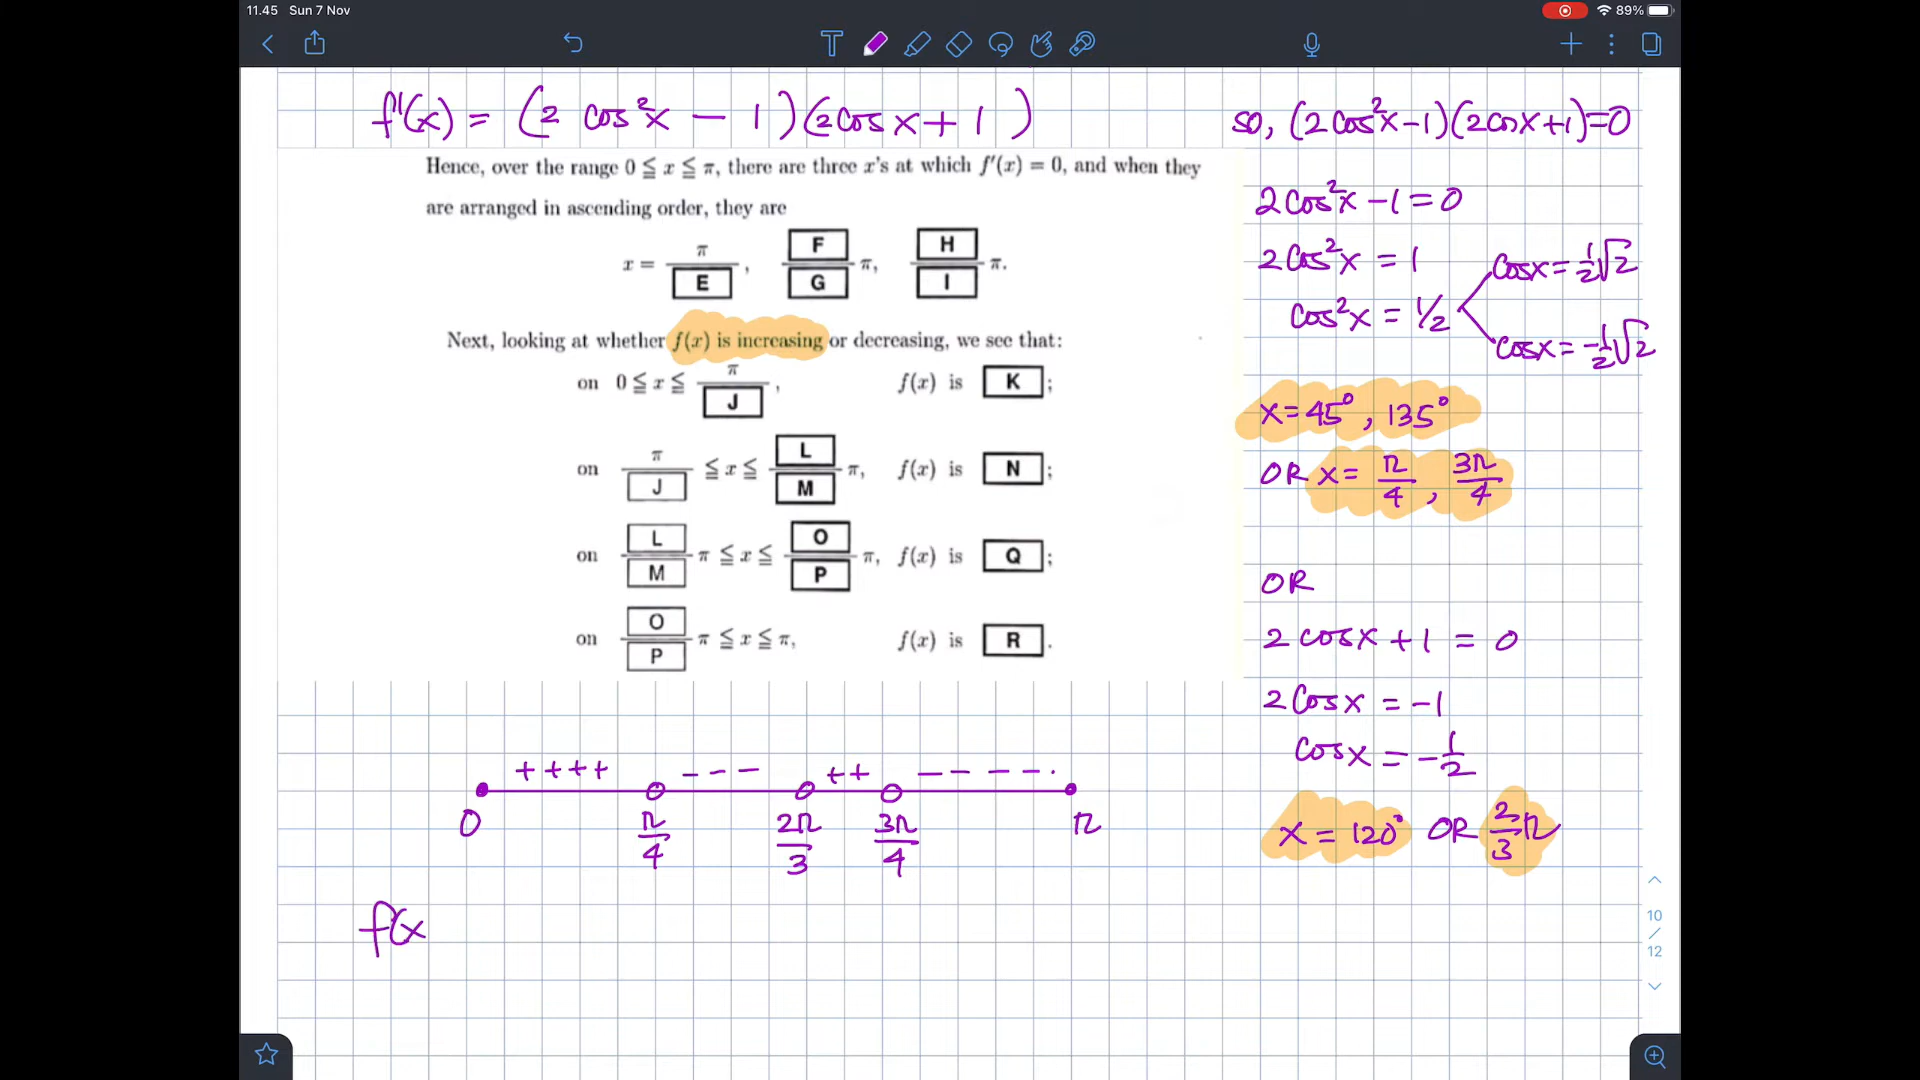 11.45 Sun 7 Nov
89%
f'(x) = (2 cos²x − 1)(2cos x + 1)
Hence, over the range 0 ≦ x ≦ π, there are three x's at which f′(x) = 0, and when they
are arranged in ascending order, they are
x = π/E, F/G π, H/I π.
Next, looking at whether f(x) is increasing or decreasing, we see that:
on 0 ≦ x ≦ π/J, f(x) is K;
on π/J ≦ x ≦ L/M π, f(x) is N;
on L/M π ≦ x ≦ O/P π, f(x) is Q;
on O/P π ≦ x ≦ π, f(x) is R.
++++ --- ++ ----.
0 π/4 2π/3 3π/4 π
f(x
so, (2cos²x−1)(2cosx+1)=0
2cos²x −1 = 0
2cos²x = 1
cosx = ½√2
cos²x = 1/2
cosx = −½√2
x = 45°, 135°
OR x = π/4, 3π/4
OR
2 cosx + 1 = 0
2cosx = −1
cosx = −1/2
x = 120° OR 2/3 π
10
/
12